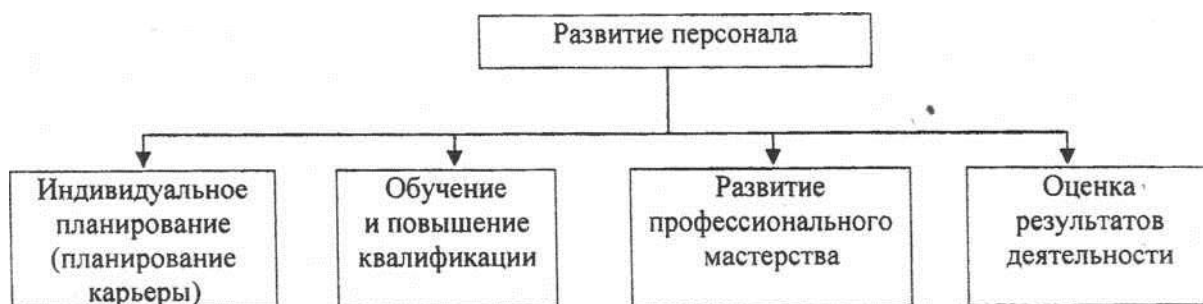 Развитие персонала
Индивидуальное
планирование
(планирование
карьеры)
Обучение
и повышение
квалификации
Развитие
профессионального
мастерства
Оценка
результатов
деятельности